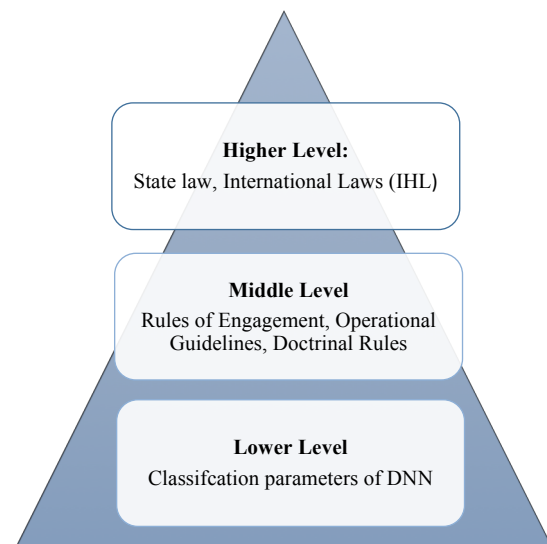 Higher Level:
State law, International Laws (IHL)
Middle Level
Rules of Engagement, Operational
Guidelines, Doctrinal Rules
Lower Level
Classifcation parameters of DNN